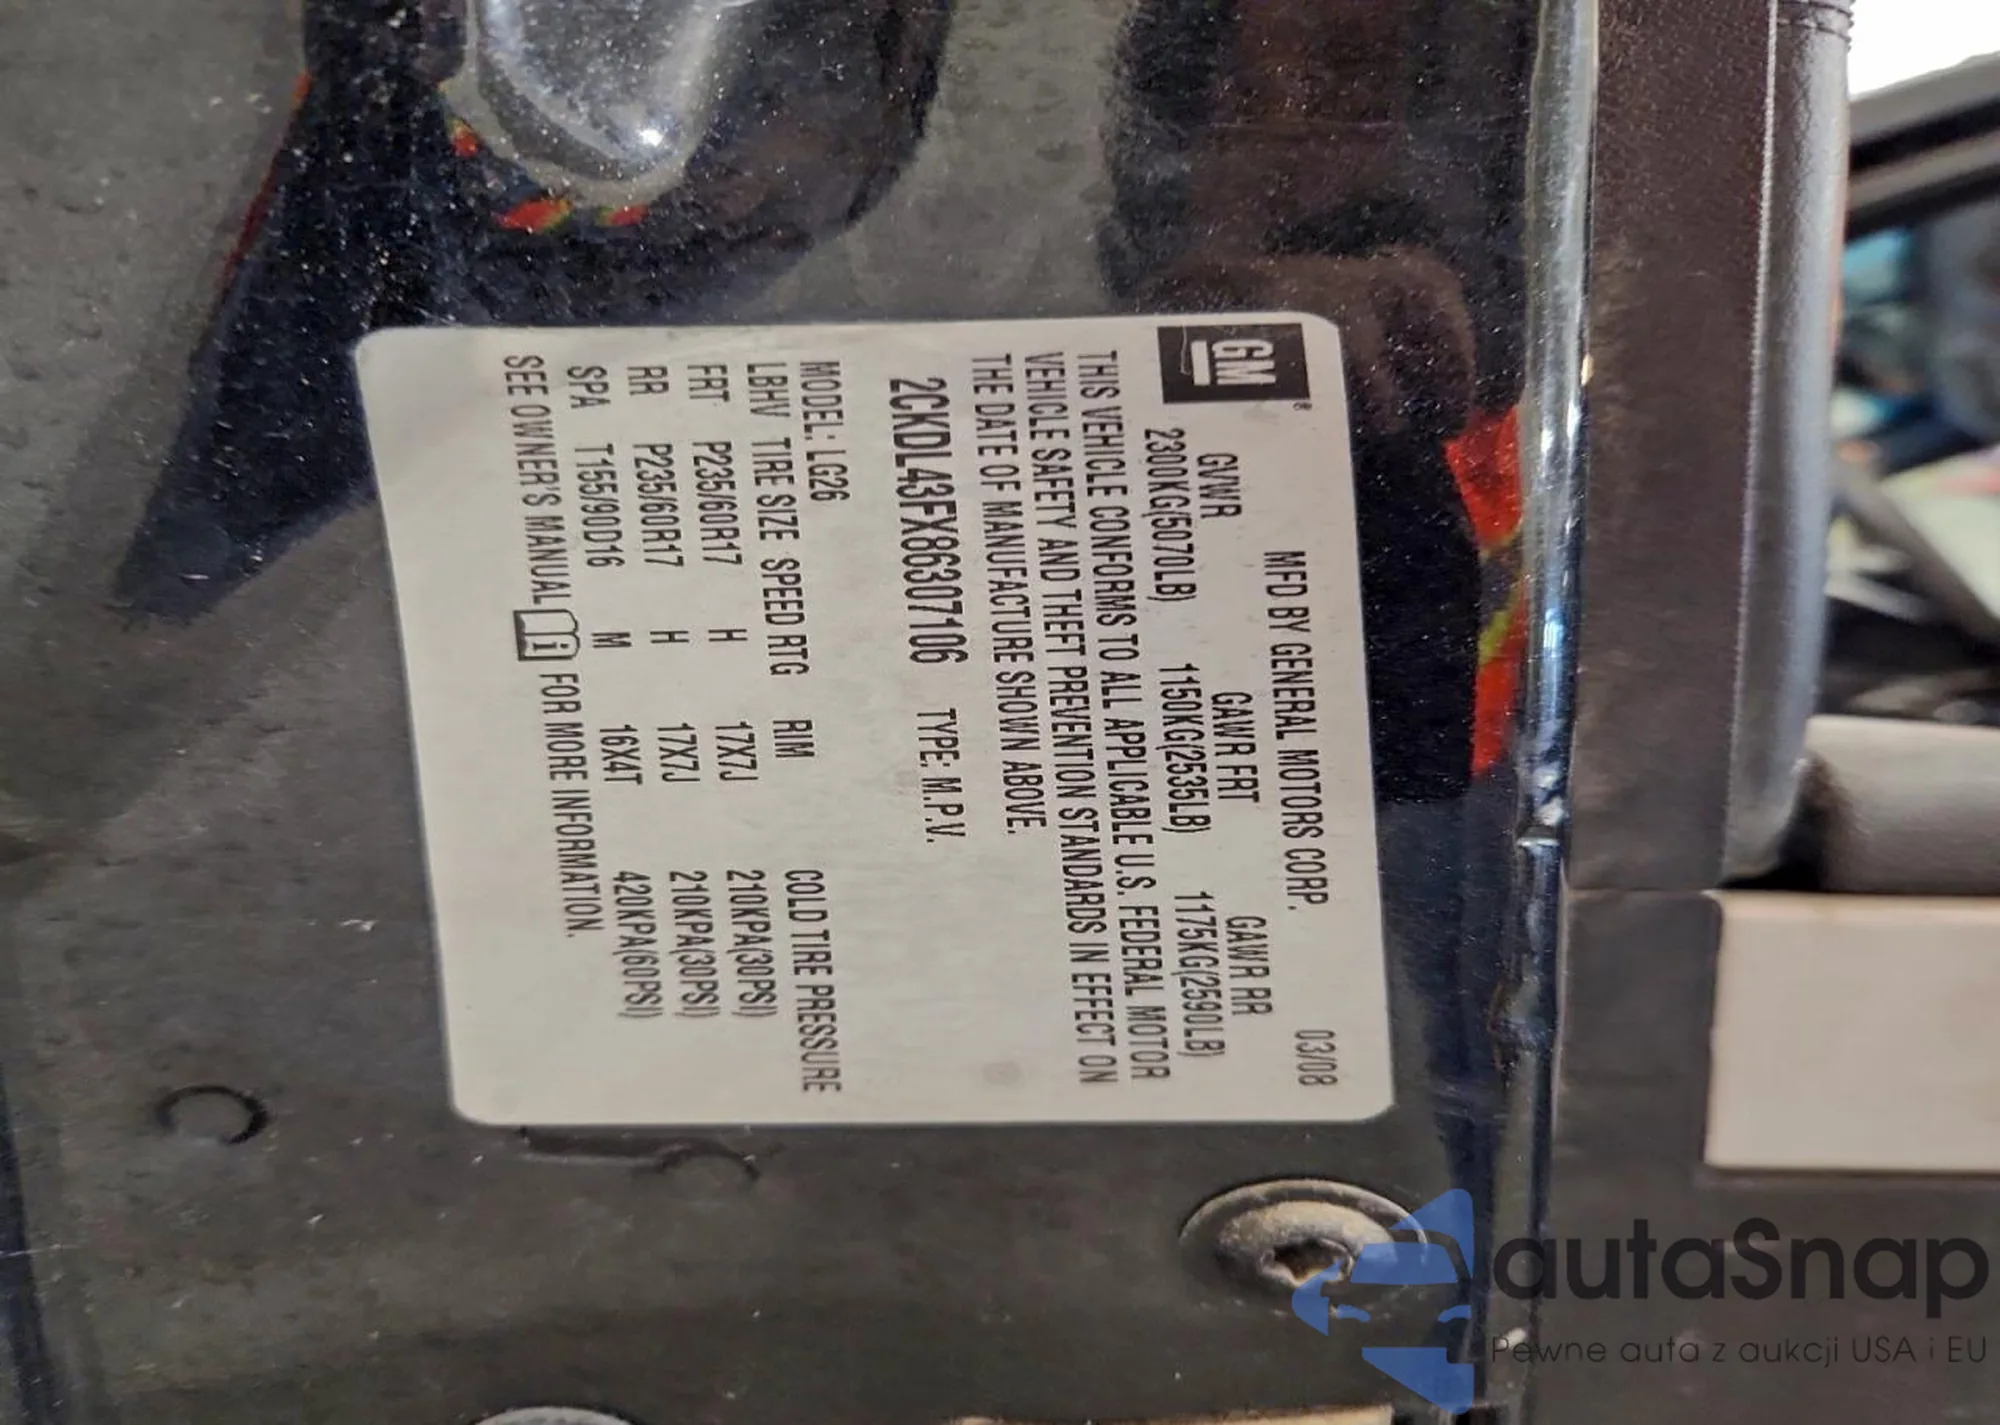 GM®
MFD BY GENERAL MOTORS CORP. 03/08
GVWR GAWR FRT GAWR RR
2300KG(5070LB) 1150KG(2535LB) 1175KG(2590LB)
THIS VEHICLE CONFORMS TO ALL APPLICABLE U.S. FEDERAL MOTOR
VEHICLE SAFETY AND THEFT PREVENTION STANDARDS IN EFFECT ON
THE DATE OF MANUFACTURE SHOWN ABOVE.
2CKDL43FX86307106 TYPE: M.P.V.
MODEL: LG26
LBHV TIRE SIZE SPEED RTG RIM COLD TIRE PRESSURE
FRT P235/60R17 H 17X7J 210KPA(30PSI)
RR P235/60R17 H 17X7J 210KPA(30PSI)
SPA T155/90D16 M 16X4T 420KPA(60PSI)
SEE OWNER'S MANUAL i FOR MORE INFORMATION.
autaSnap
Pewne auta z aukcji USA i EU